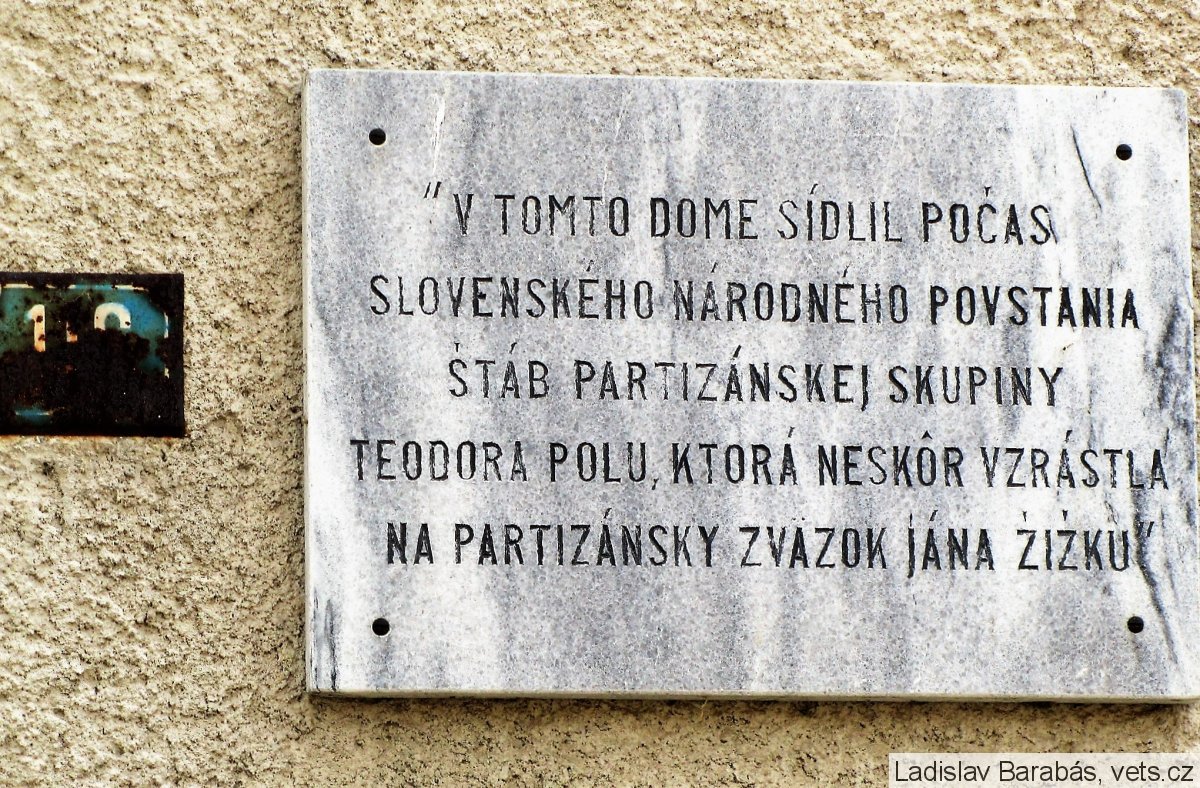 "V TOMTO DOME SÍDLIL POČAS
SLOVENSKÉHO NÁRODNÉHO POVSTANIA
ŠTÁB PARTIZÁNSKEJ SKUPINY
TEODORA POLU, KTORÁ NESKÔR VZRÁSTLA
NA PARTIZÁNSKY ZVÄZOK JÁNA ŽIŽKU"
Ladislav Barabás, vets.cz